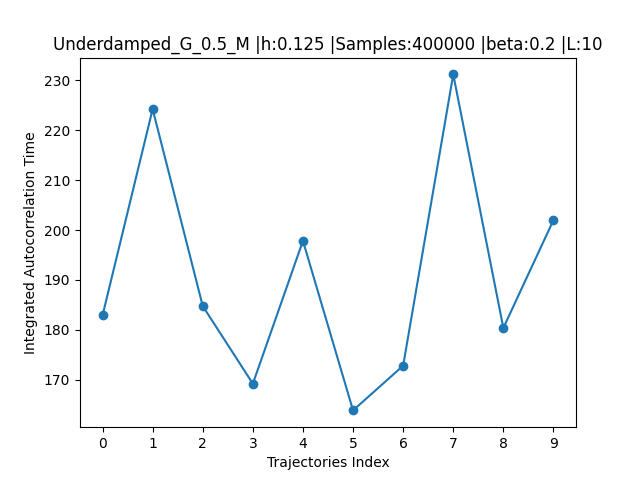 Underdamped_G_0.5_M |h:0.125 |Samples:400000 |beta:0.2 |L:10
Integrated Autocorrelation Time
230
220
210
200
190
180
170
0 1 2 3 4 5 6 7 8 9
Trajectories Index